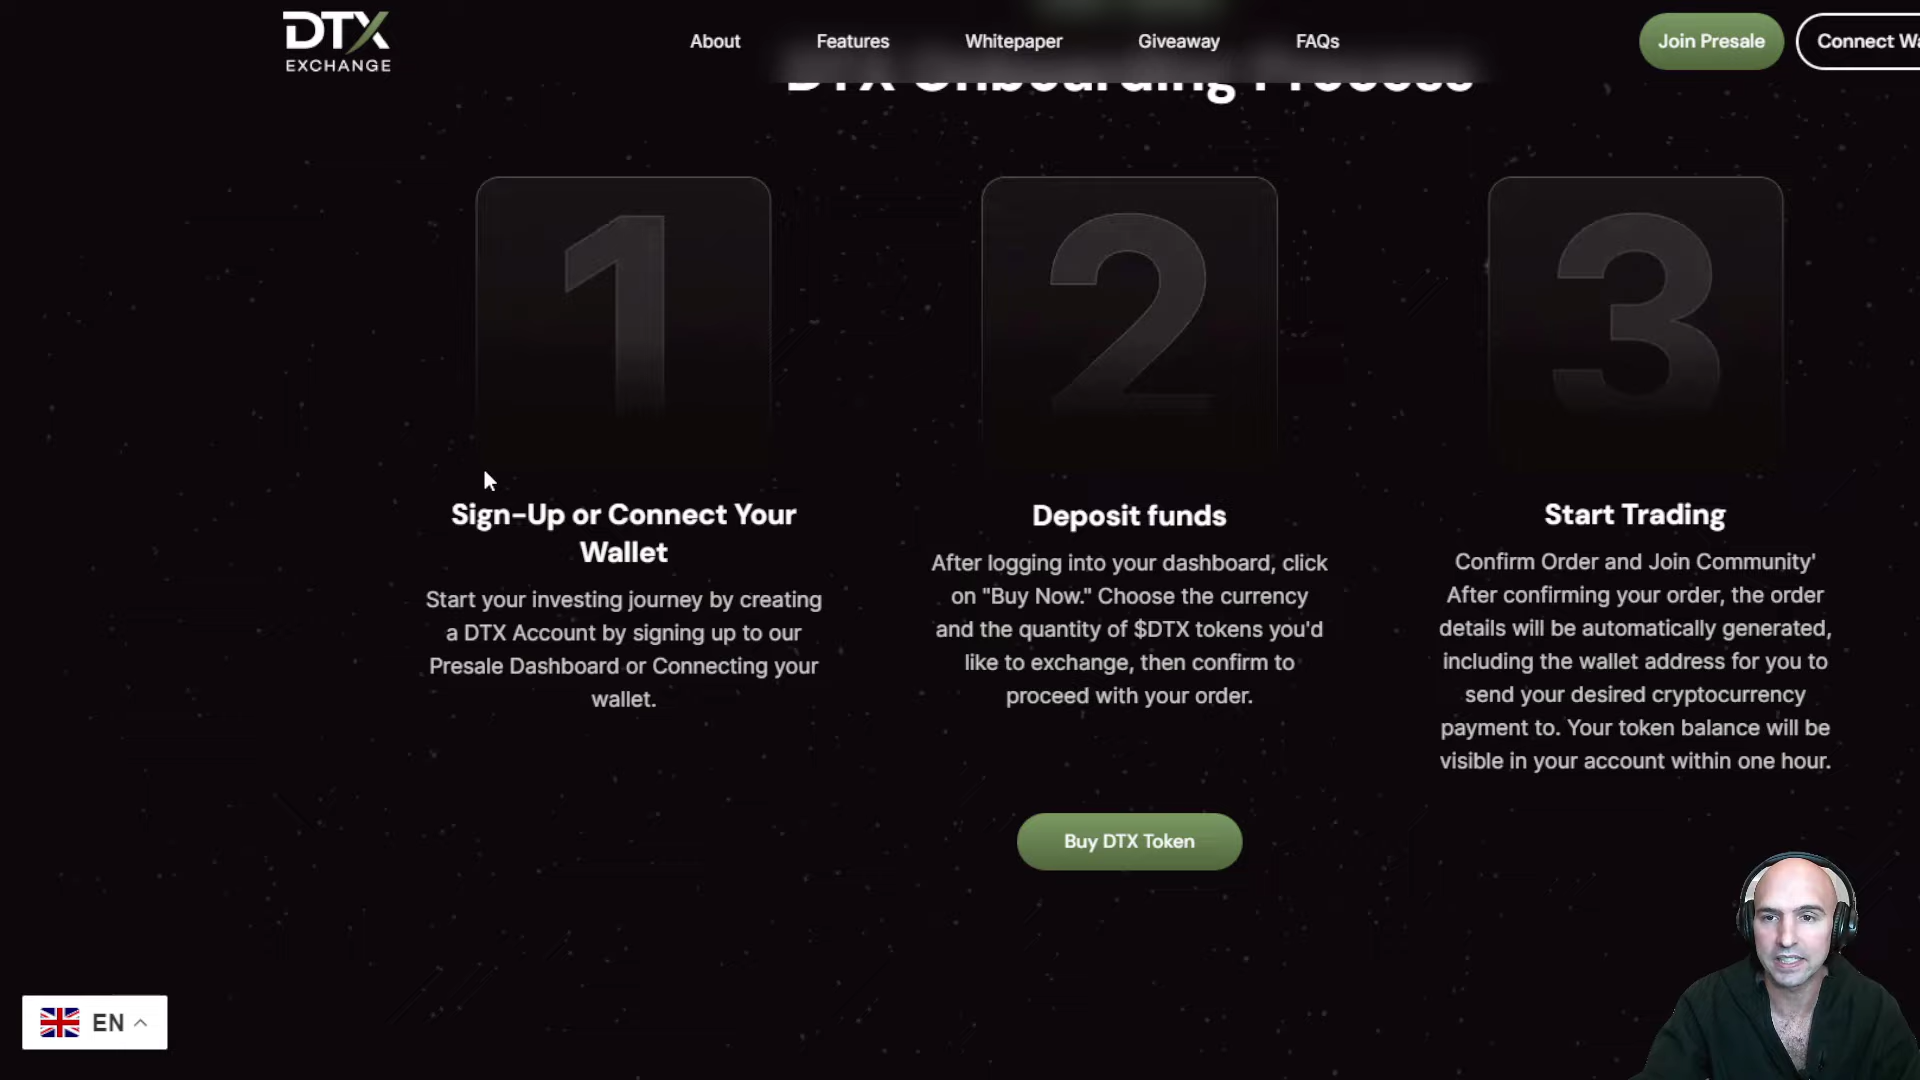 DTX
EXCHANGE
About
Features
Whitepaper
Giveaway
FAQs
Join Presale
Connect Wa
DTX Onboarding Process
1
2
3
Sign-Up or Connect Your
Wallet
Start your investing journey by creating
a DTX Account by signing up to our
Presale Dashboard or Connecting your
wallet.
Deposit funds
After logging into your dashboard, click
on "Buy Now." Choose the currency
and the quantity of $DTX tokens you'd
like to exchange, then confirm to
proceed with your order.
Start Trading
Confirm Order and Join Community'
After confirming your order, the order
details will be automatically generated,
including the wallet address for you to
send your desired cryptocurrency
payment to. Your token balance will be
visible in your account within one hour.
Buy DTX Token
EN